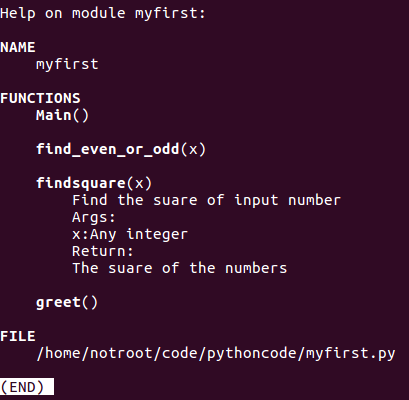 Help on module myfirst:
NAME
myfirst
FUNCTIONS
Main()
find_even_or_odd(x)
findsquare(x)
Find the suare of input number
Args:
x:Any integer
Return:
The suare of the numbers
greet()
FILE
/home/notroot/code/pythoncode/myfirst.py
(END)